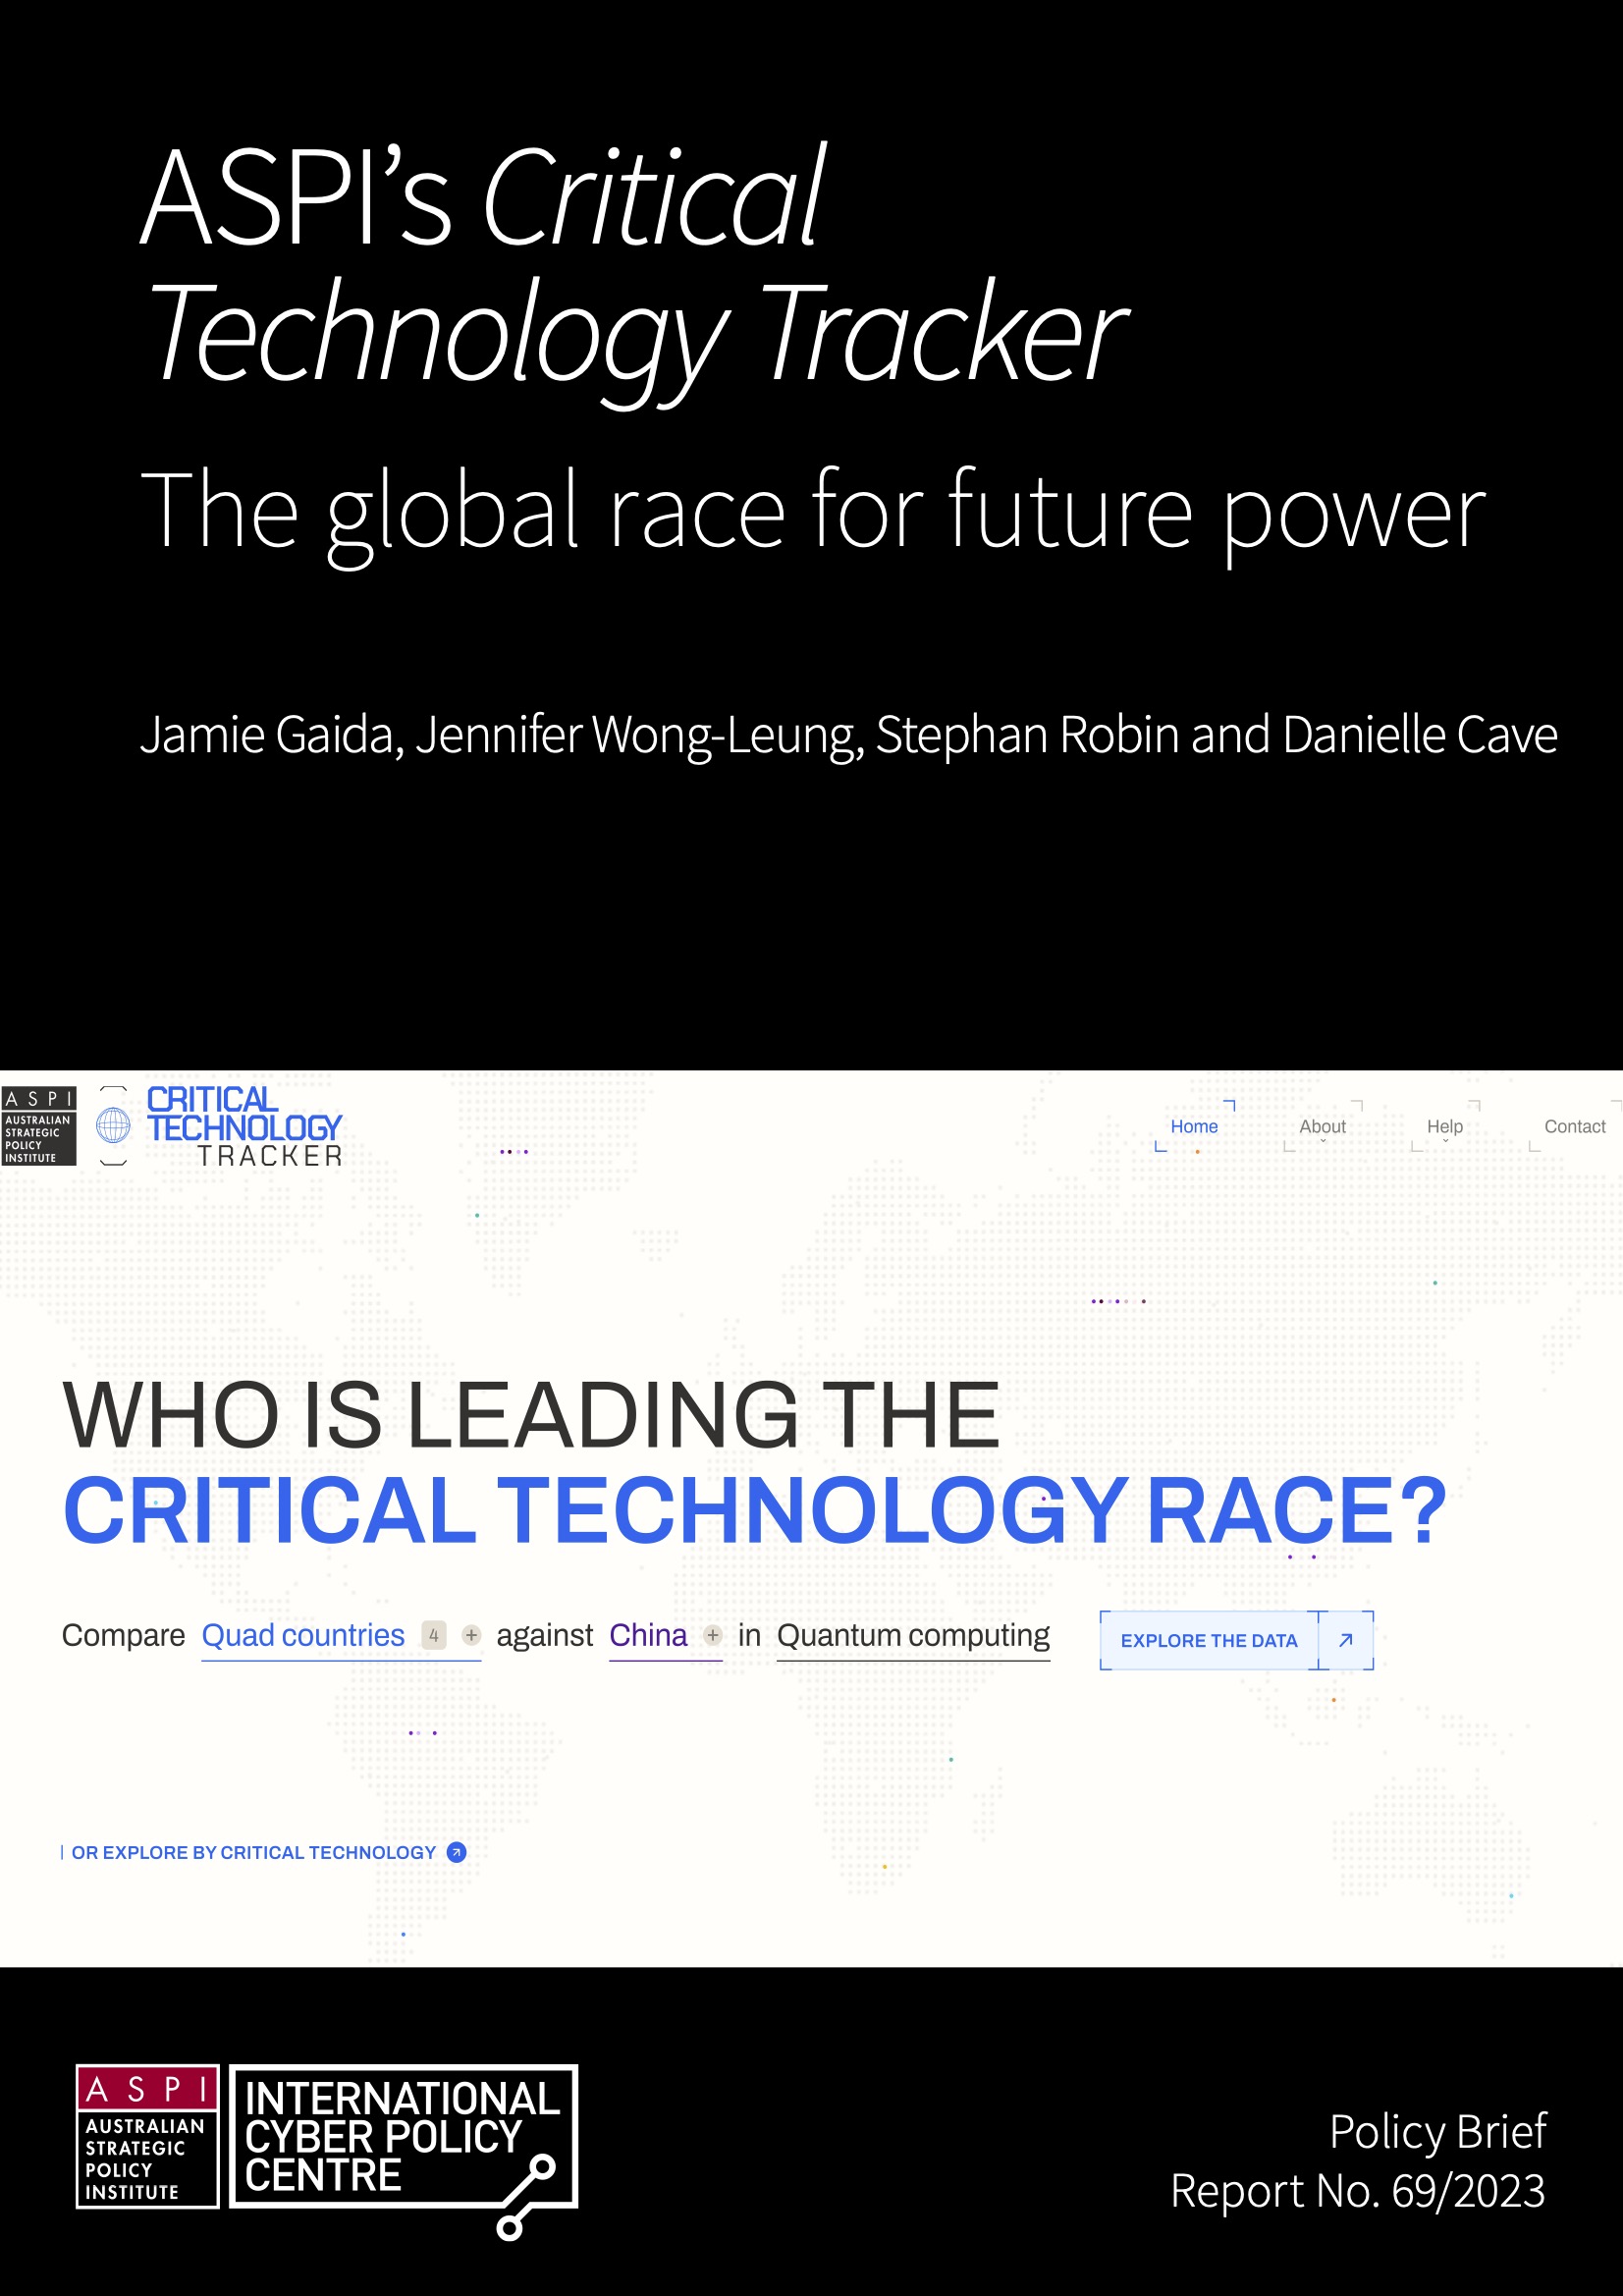 ASPI’s Critical
Technology Tracker
The global race for future power
Jamie Gaida, Jennifer Wong-Leung, Stephan Robin and Danielle Cave
ASPI
AUSTRALIAN
STRATEGIC
POLICY
INSTITUTE
CRITICAL
TECHNOLOGY
TRACKER
Home
About
Help
Contact
WHO IS LEADING THE
CRITICAL TECHNOLOGY RACE?
Compare Quad countries 4 + against China + in Quantum computing
EXPLORE THE DATA
OR EXPLORE BY CRITICAL TECHNOLOGY
ASPI
AUSTRALIAN
STRATEGIC
POLICY
INSTITUTE
INTERNATIONAL
CYBER POLICY
CENTRE
Policy Brief
Report No. 69/2023